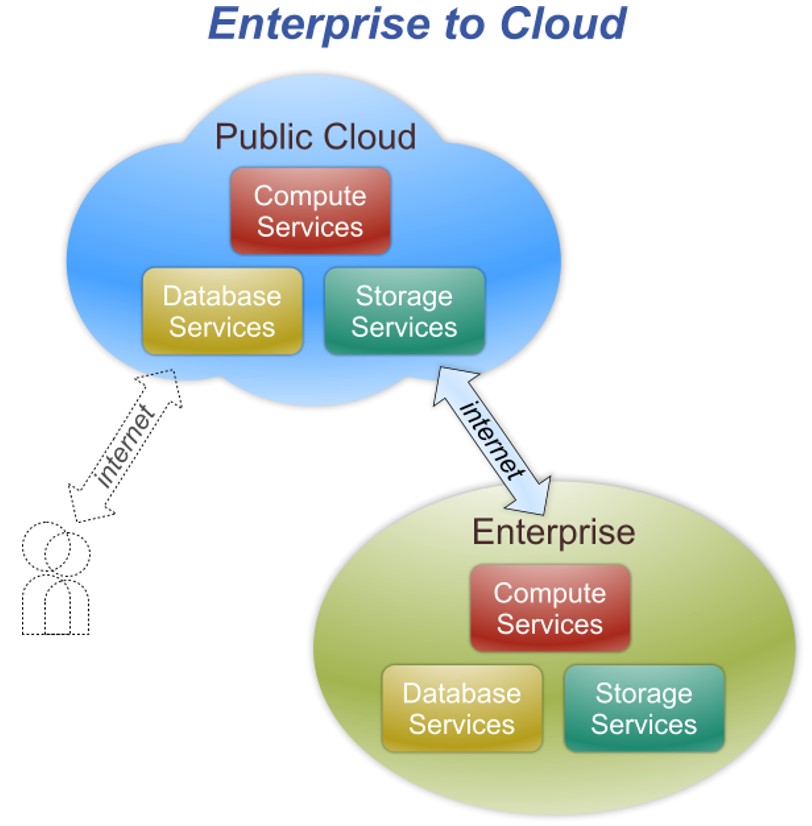 Enterprise to Cloud
Public Cloud
Compute
Services
Database
Services
Storage
Services
internet
internet
Enterprise
Compute
Services
Database
Services
Storage
Services